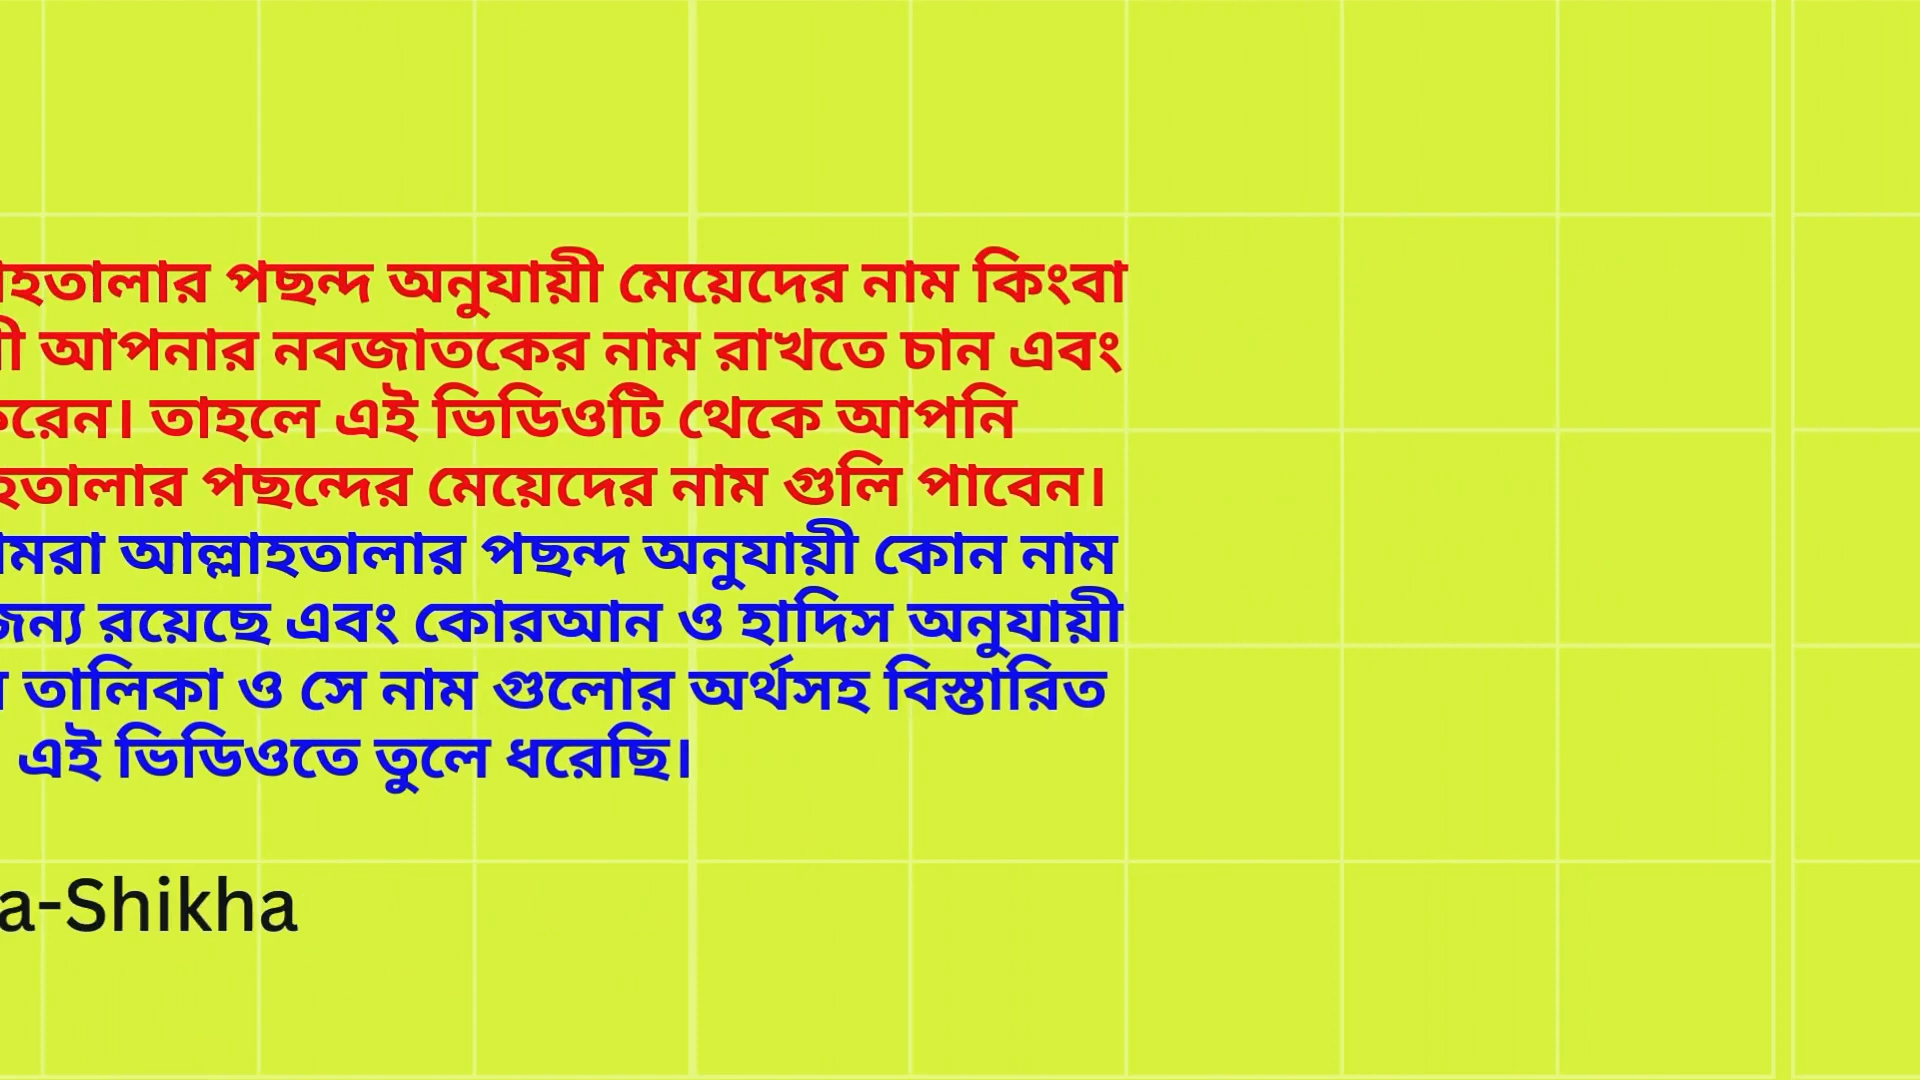 হতালার পছন্দ অনুযায়ী মেয়েদের নাম কিংবা
আপনার নবজাতকের নাম রাখতে চান এবং
রেন। তাহলে এই ভিডিওটি থেকে আপনি
হতালার পছন্দের মেয়েদের নাম গুলি পাবেন।
মরা আল্লাহতালার পছন্দ অনুযায়ী কোন নাম
জন্য রয়েছে এবং কোরআন ও হাদিস অনুযায়ী
তালিকা ও সে নাম গুলোর অর্থসহ বিস্তারিত
এই ভিডিওতে তুলে ধরেছি।
a-Shikha